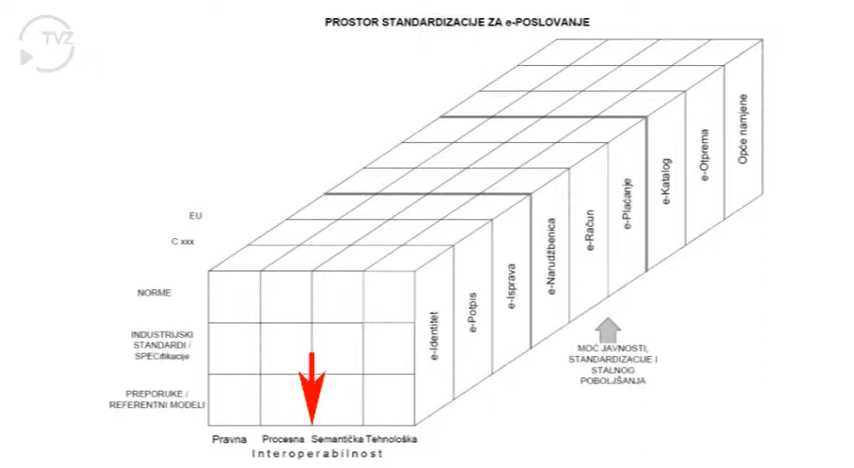 TVZ
PROSTOR STANDARDIZACIJE ZA e-POSLOVANJE
EU
C xxx
NORME
INDUSTRIJSKI
STANDARDI /
SPECifikacije
PREPORUKE /
REFERENTNI MODELI
e-Identitet
e-Potpis
e-Isprava
e-Narudžbenica
e-Račun
e-Plaćanje
e-Katalog
e-Otprema
Opće namjene
MOĆ JAVNOSTI,
STANDARDIZACIJE I
STALNOG
POBOLJŠANJA
Pravna Procesna Semantička Tehnološka
Interoperabilnost